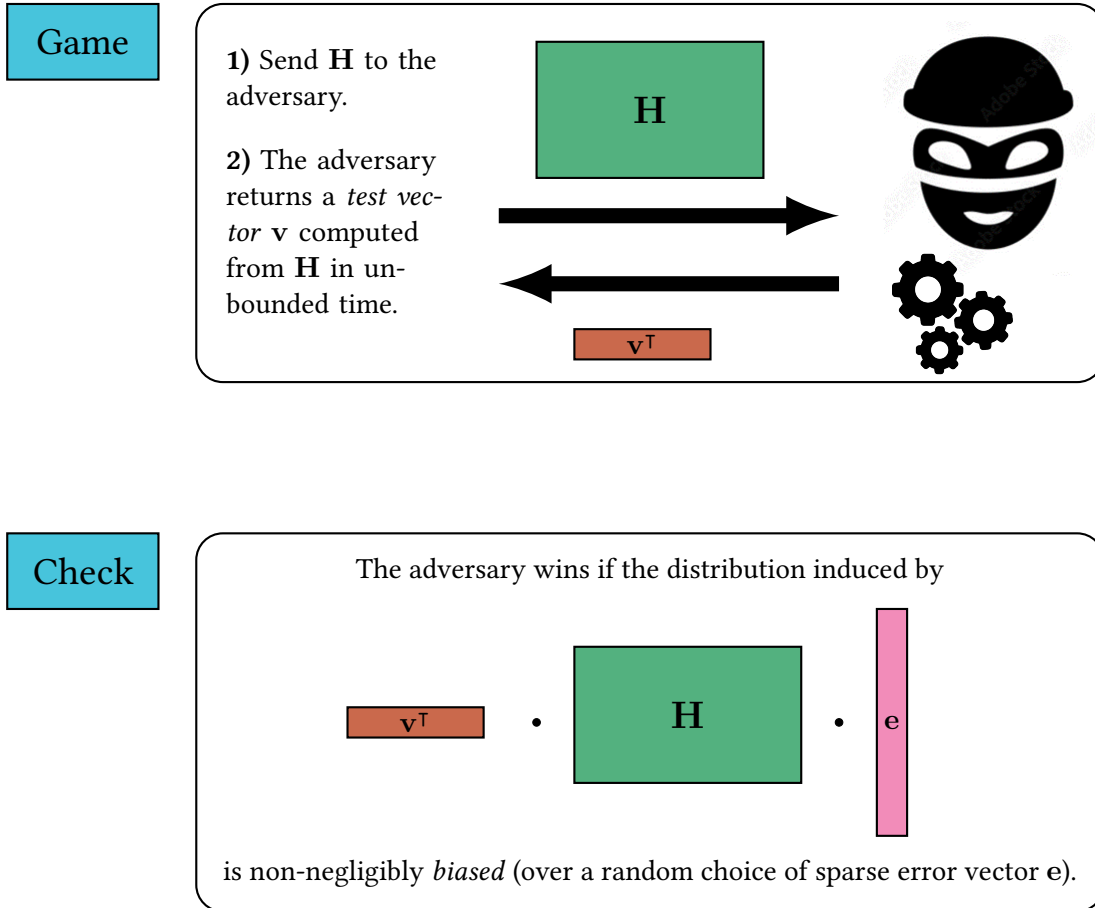 Game
1) Send H to the
adversary.
2) The adversary
returns a test vec-
tor v computed
from H in un-
bounded time.
H
v⊤
Adobe Stock
Check
The adversary wins if the distribution induced by
v⊤ · H · e
is non-negligibly biased (over a random choice of sparse error vector e).